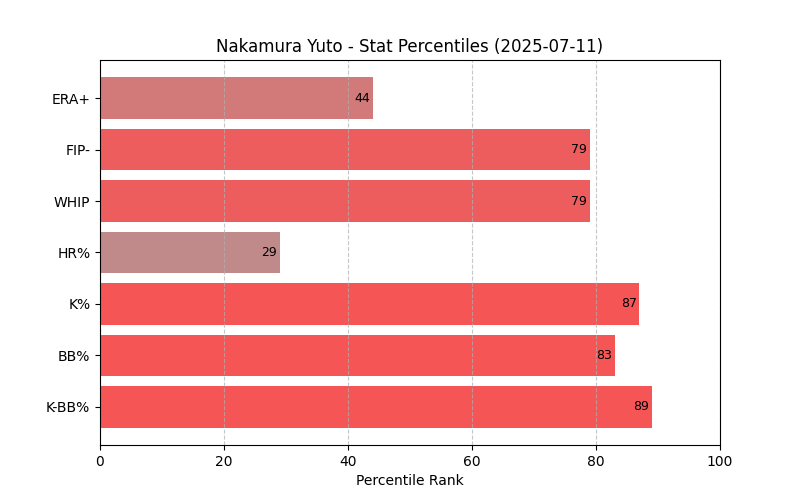 Nakamura Yuto - Stat Percentiles (2025-07-11)
ERA+ 44
FIP- 79
WHIP 79
HR% 29
K% 87
BB% 83
K-BB% 89
0 20 40 60 80 100
Percentile Rank